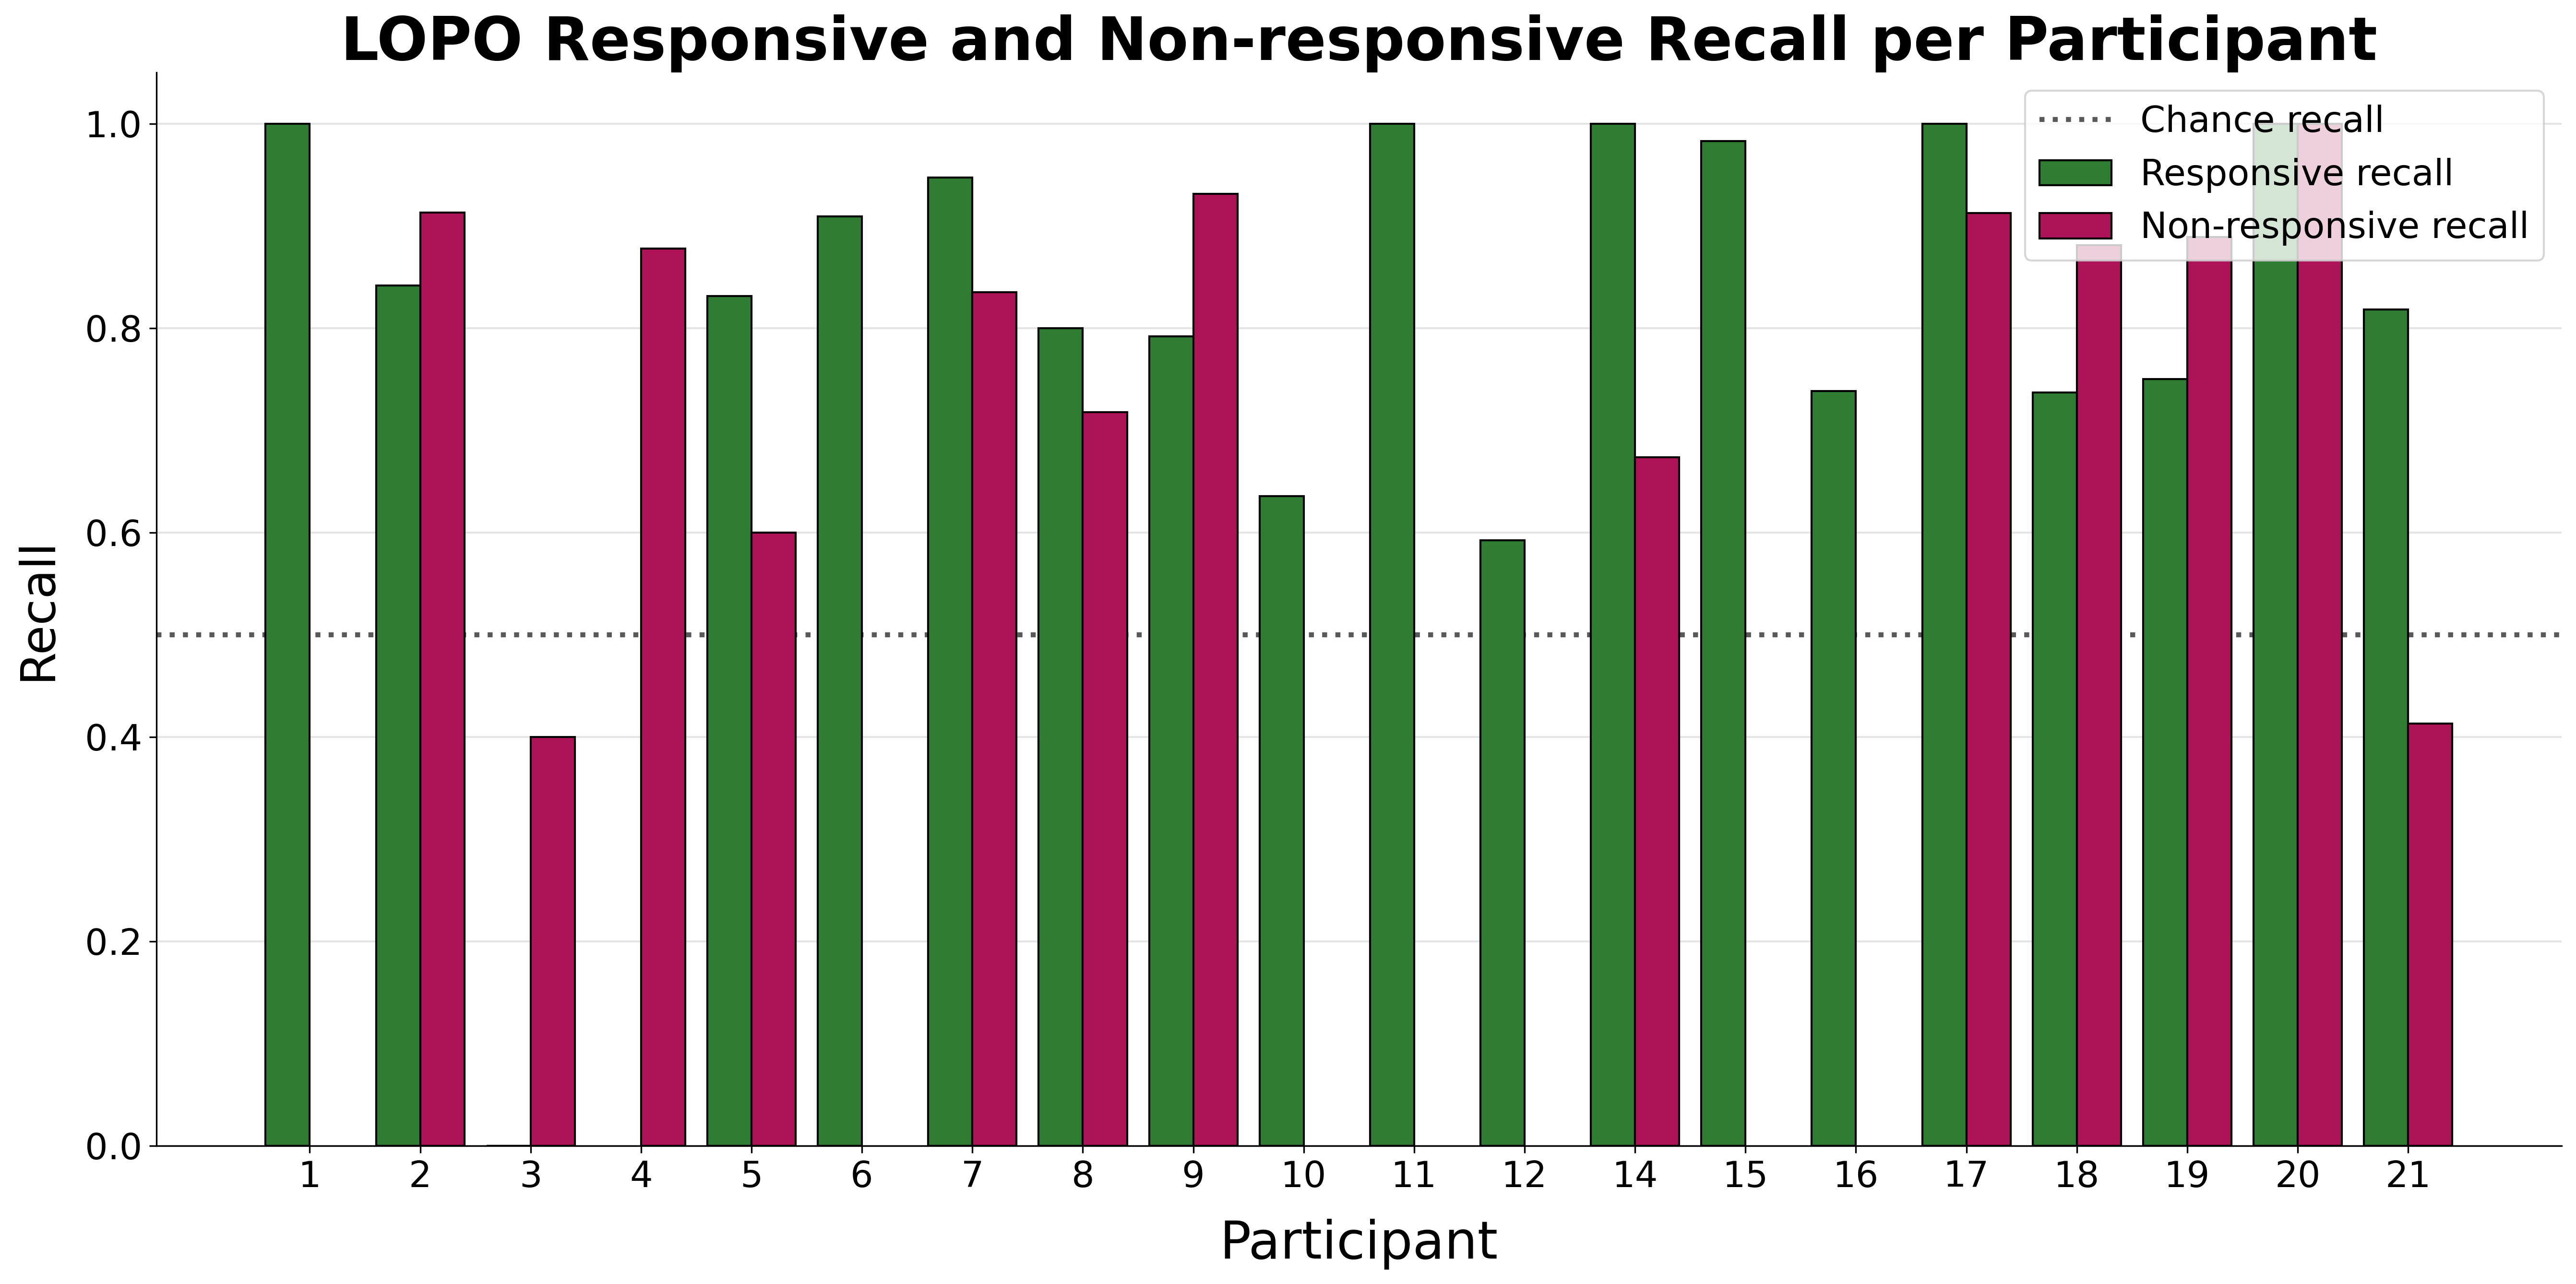 LOPO Responsive and Non-responsive Recall per Participant
Chance recall
Responsive recall
Non-responsive recall
Recall
1.0
0.8
0.6
0.4
0.2
0.0
1 2 3 4 5 6 7 8 9 10 11 12 14 15 16 17 18 19 20 21
Participant